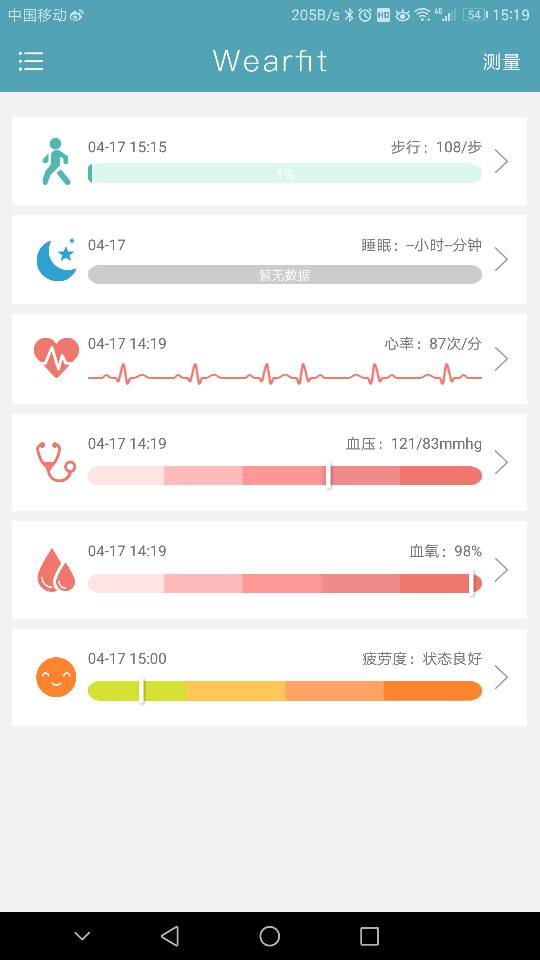 中国移动 205B/s HD 4G 54 15:19
Wearfit 测量
04-17 15:15 步行：108/步
1%
04-17 睡眠：--小时--分钟
暂无数据
04-17 14:19 心率：87次/分
04-17 14:19 血压：121/83mmhg
04-17 14:19 血氧：98%
04-17 15:00 疲劳度：状态良好